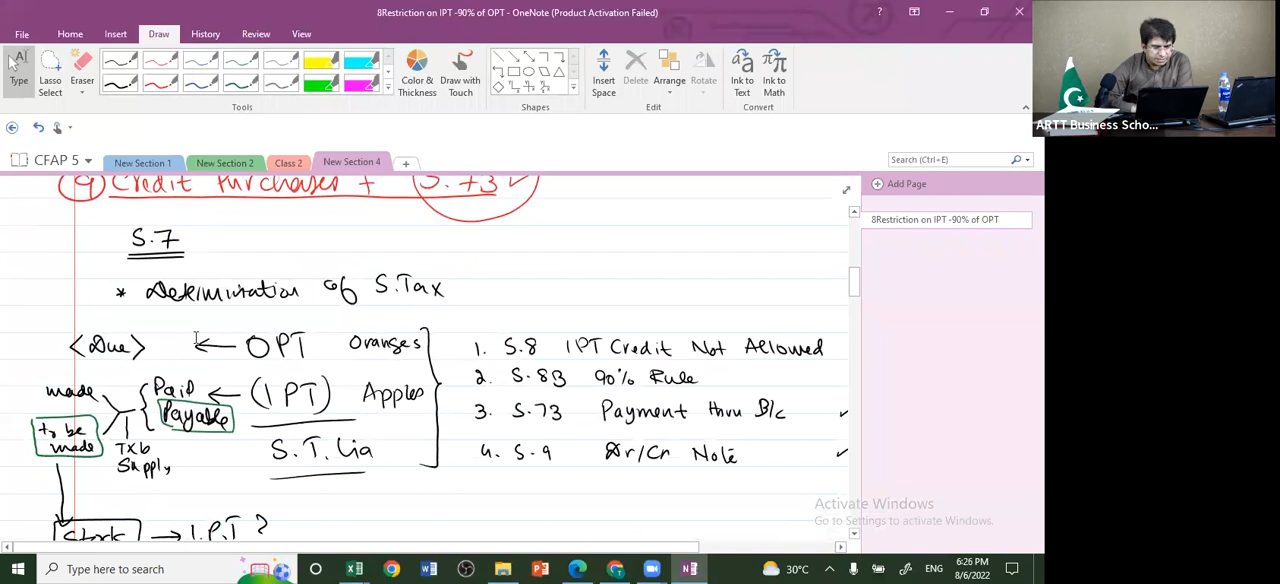 8Restriction on IPT -90% of OPT - OneNote (Product Activation Failed)
File Home Insert Draw History Review View
Type
Lasso Select
Eraser
Color & Thickness
Draw with Touch
Insert Space
Delete
Arrange
Rotate
Ink to Text
Ink to Math
Tools Shapes Edit Convert
ARTT Business Scho...
CFAP 5 New Section 1 New Section 2 Class 2 New Section 4
Search (Ctrl+E)
Add Page
8Restriction on IPT -90% of OPT
(9) Credit Purchases + S.73
S.7
* Determination of S.Tax
<Due> ← OPT Oranges
made Paid ← (IPT) Apples
to be made Payable
Txb Supply
S.T. Lia
1. S.8 IPT Credit Not Allowed
2. S.83 90% Rule
3. S.73 Payment thru B/c ✓
4. S.9 Dr/Cr Note ✓
Stock → I.P.T ?
Activate Windows
Go to Settings to activate Windows.
Type here to search
30°C
ENG
6:26 PM
8/6/2022